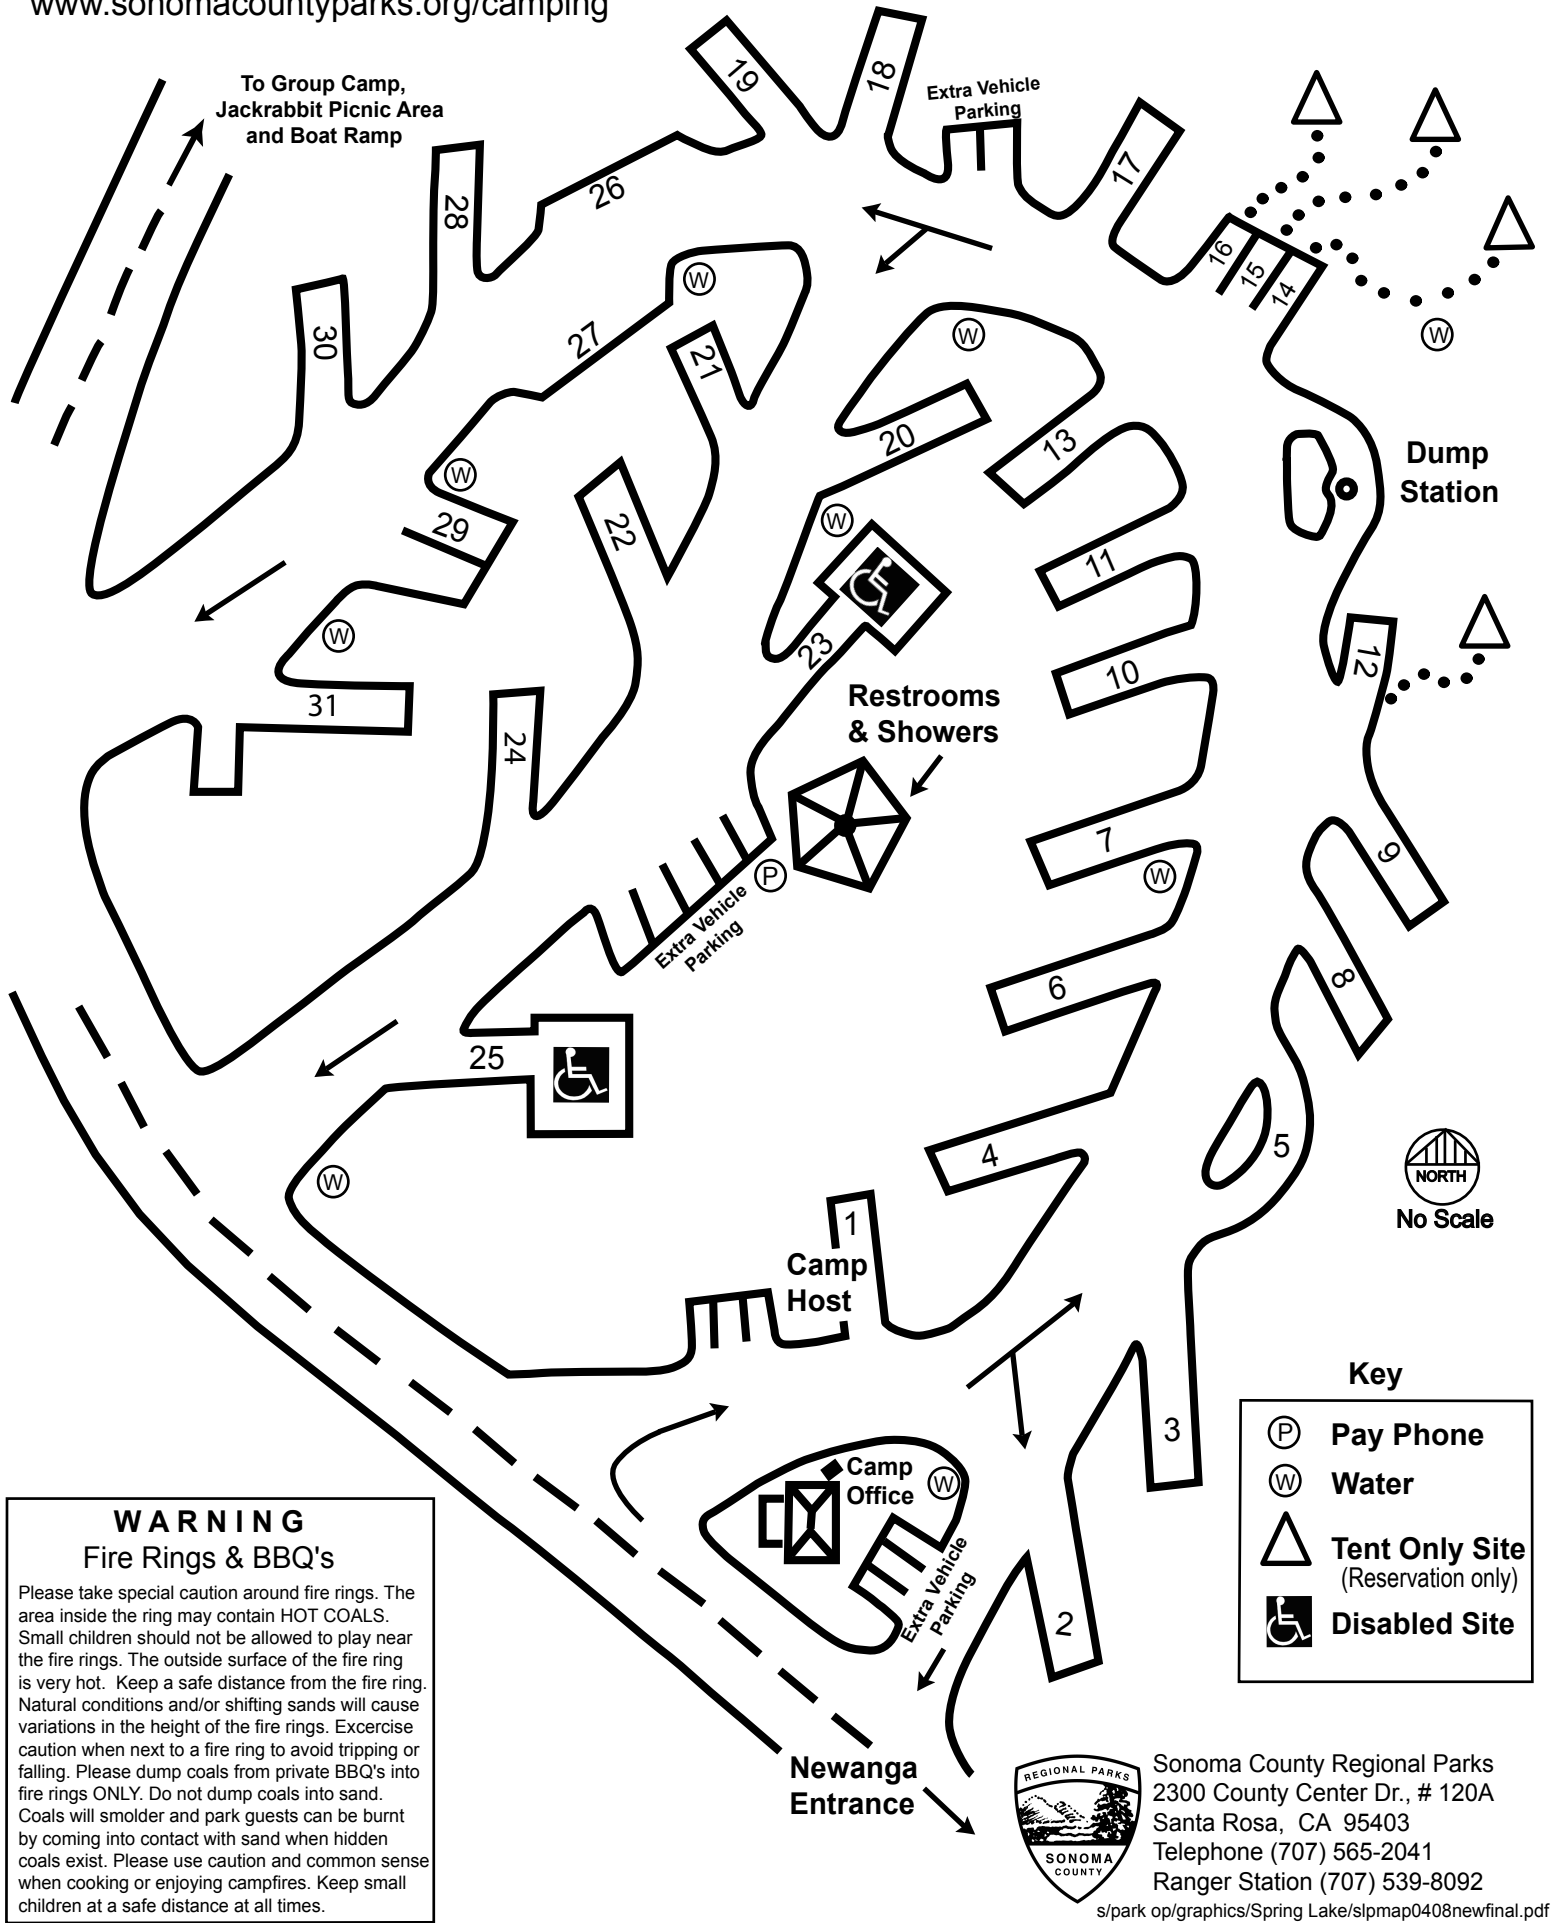 www.sonomacountyparks.org/camping
To Group Camp,
Jackrabbit Picnic Area
and Boat Ramp
19
18
Extra Vehicle
Parking
17
16
15
14
28
26
30
27
W
21
W
W
20
13
Dump
Station
W
29
22
W
11
23
12
W
10
31
24
Restrooms
& Showers
7
W
9
P
Extra Vehicle
Parking
6
8
25
5
4
W
1
Camp
Host
NORTH
No Scale
3
2
Camp
Office
W
Extra Vehicle
Parking
Newanga
Entrance
Key
P Pay Phone
W Water
Tent Only Site
(Reservation only)
Disabled Site
WARNING
Fire Rings & BBQ's
Please take special caution around fire rings. The
area inside the ring may contain HOT COALS.
Small children should not be allowed to play near
the fire rings. The outside surface of the fire ring
is very hot.  Keep a safe distance from the fire ring.
Natural conditions and/or shifting sands will cause
variations in the height of the fire rings. Excercise
caution when next to a fire ring to avoid tripping or
falling. Please dump coals from private BBQ's into
fire rings ONLY. Do not dump coals into sand.
Coals will smolder and park guests can be burnt
by coming into contact with sand when hidden
coals exist. Please use caution and common sense
when cooking or enjoying campfires. Keep small
children at a safe distance at all times.
REGIONAL PARKS
SONOMA
COUNTY
Sonoma County Regional Parks
2300 County Center Dr., # 120A
Santa Rosa,  CA  95403
Telephone (707) 565-2041
Ranger Station (707) 539-8092
s/park op/graphics/Spring Lake/slpmap0408newfinal.pdf